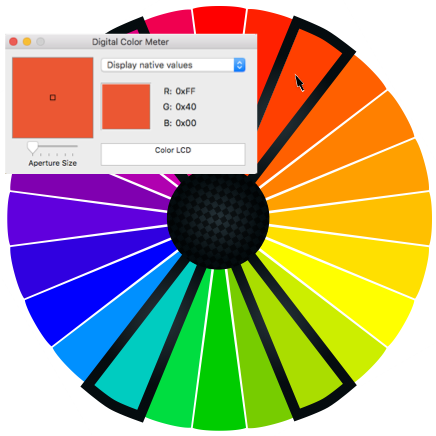 Digital Color Meter
Display native values
R: 0xFF
G: 0x40
B: 0x00
Aperture Size
Color LCD